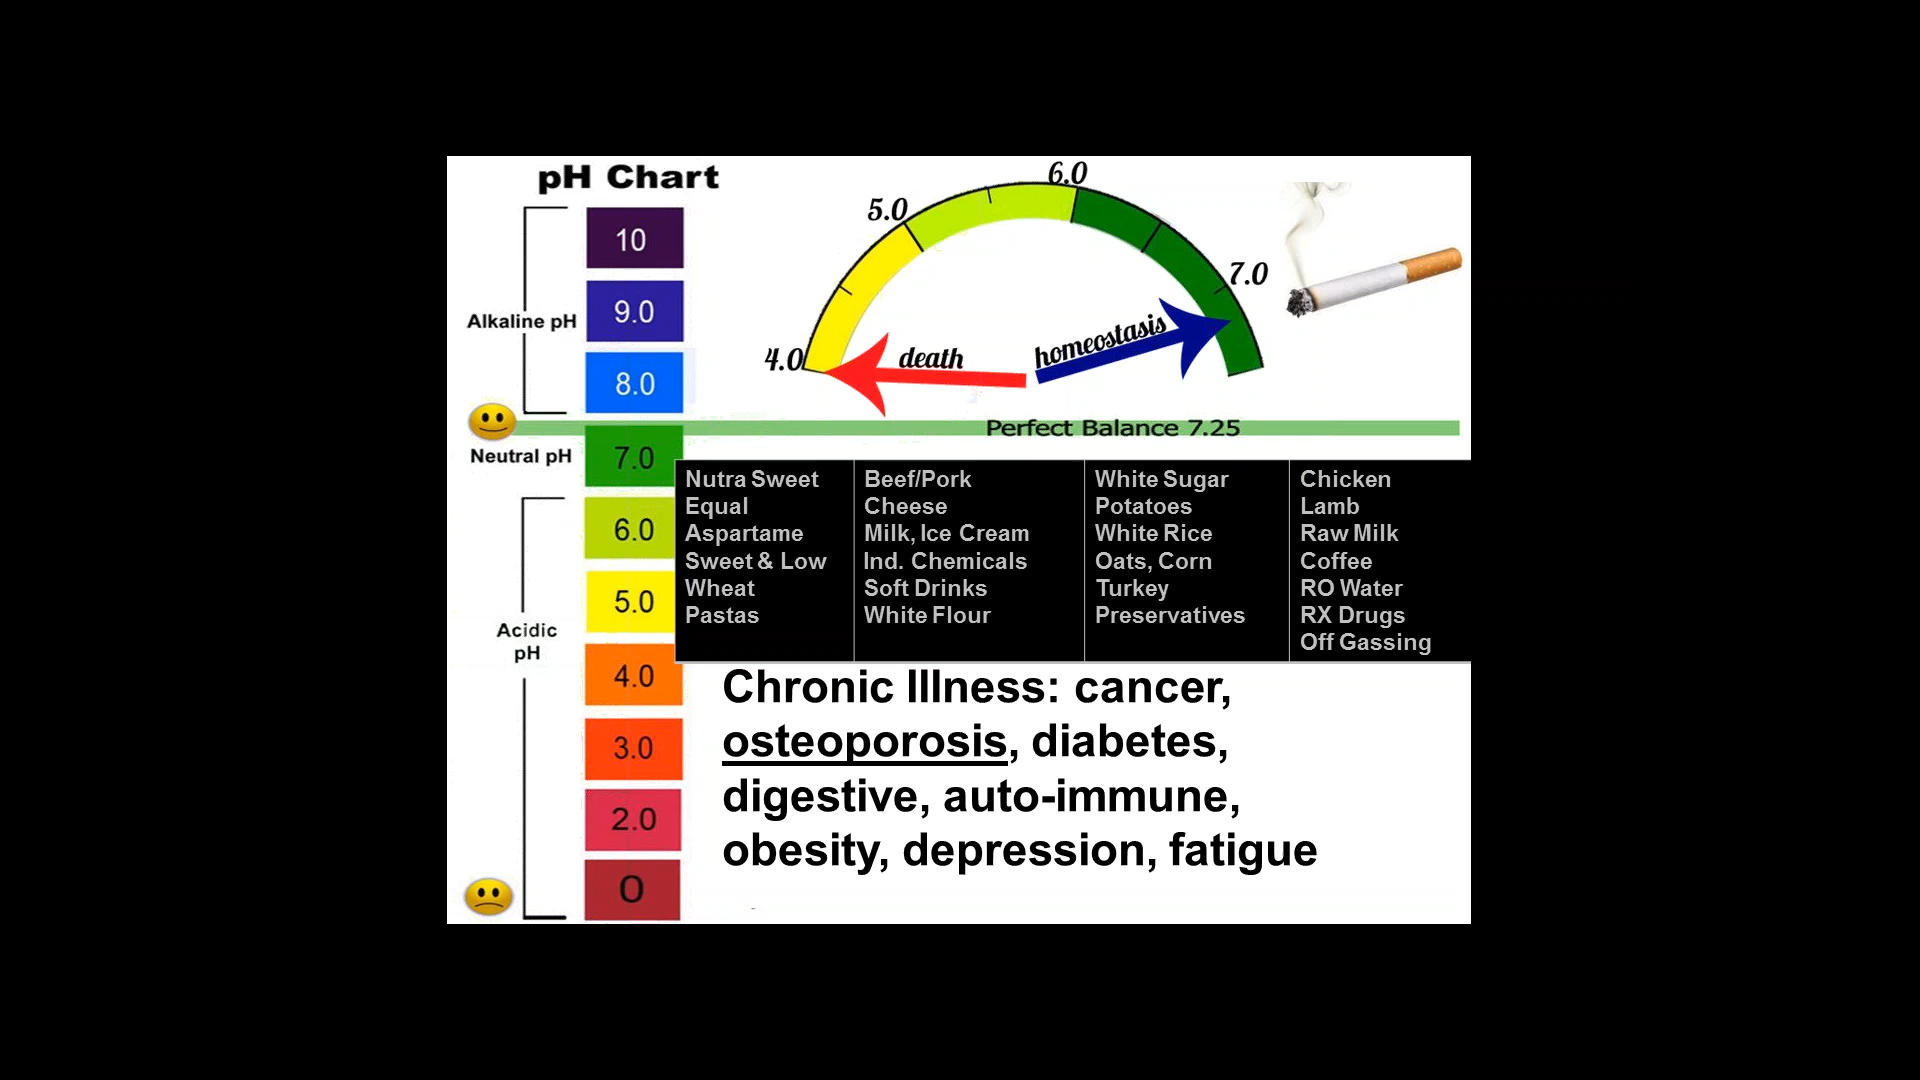 pH Chart
10
9.0
Alkaline pH
8.0
Neutral pH
7.0
6.0
5.0
Acidic
pH
4.0
3.0
2.0
0
6.0
5.0
7.0
4.0
death
homeostasis
Perfect Balance 7.25
Nutra Sweet
Equal
Aspartame
Sweet & Low
Wheat
Pastas
Beef/Pork
Cheese
Milk, Ice Cream
Ind. Chemicals
Soft Drinks
White Flour
White Sugar
Potatoes
White Rice
Oats, Corn
Turkey
Preservatives
Chicken
Lamb
Raw Milk
Coffee
RO Water
RX Drugs
Off Gassing
Chronic Illness: cancer,
osteoporosis, diabetes,
digestive, auto-immune,
obesity, depression, fatigue